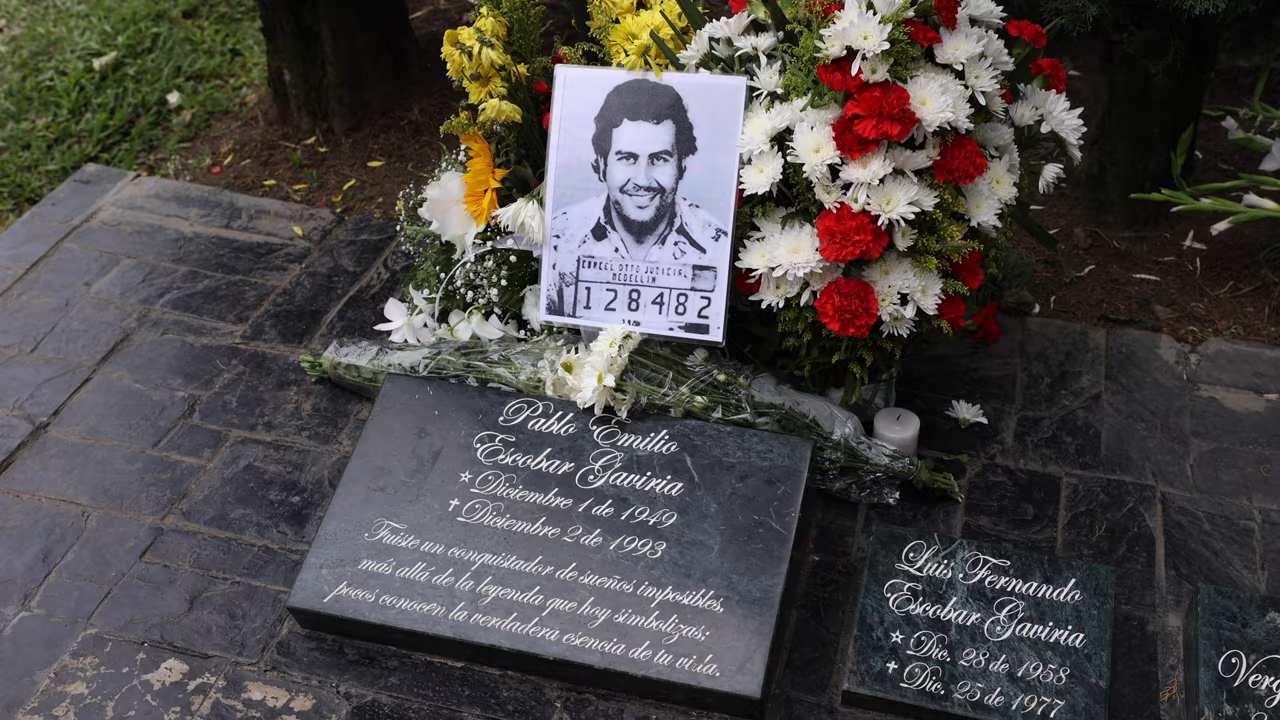 CARCEL DTTO JUDICIAL
MEDELLIN
128482
Pablo Emilio
Escobar Gaviria
Diciembre 1 de 1949
Diciembre 2 de 1993
Fuiste un conquistador de sueños imposibles,
más allá de la leyenda que hoy simbolizas;
pocos conocen la verdadera esencia de tu vida.
Luis Fernando
Escobar Gaviria
Dic. 28 de 1958
Dic. 25 de 1977